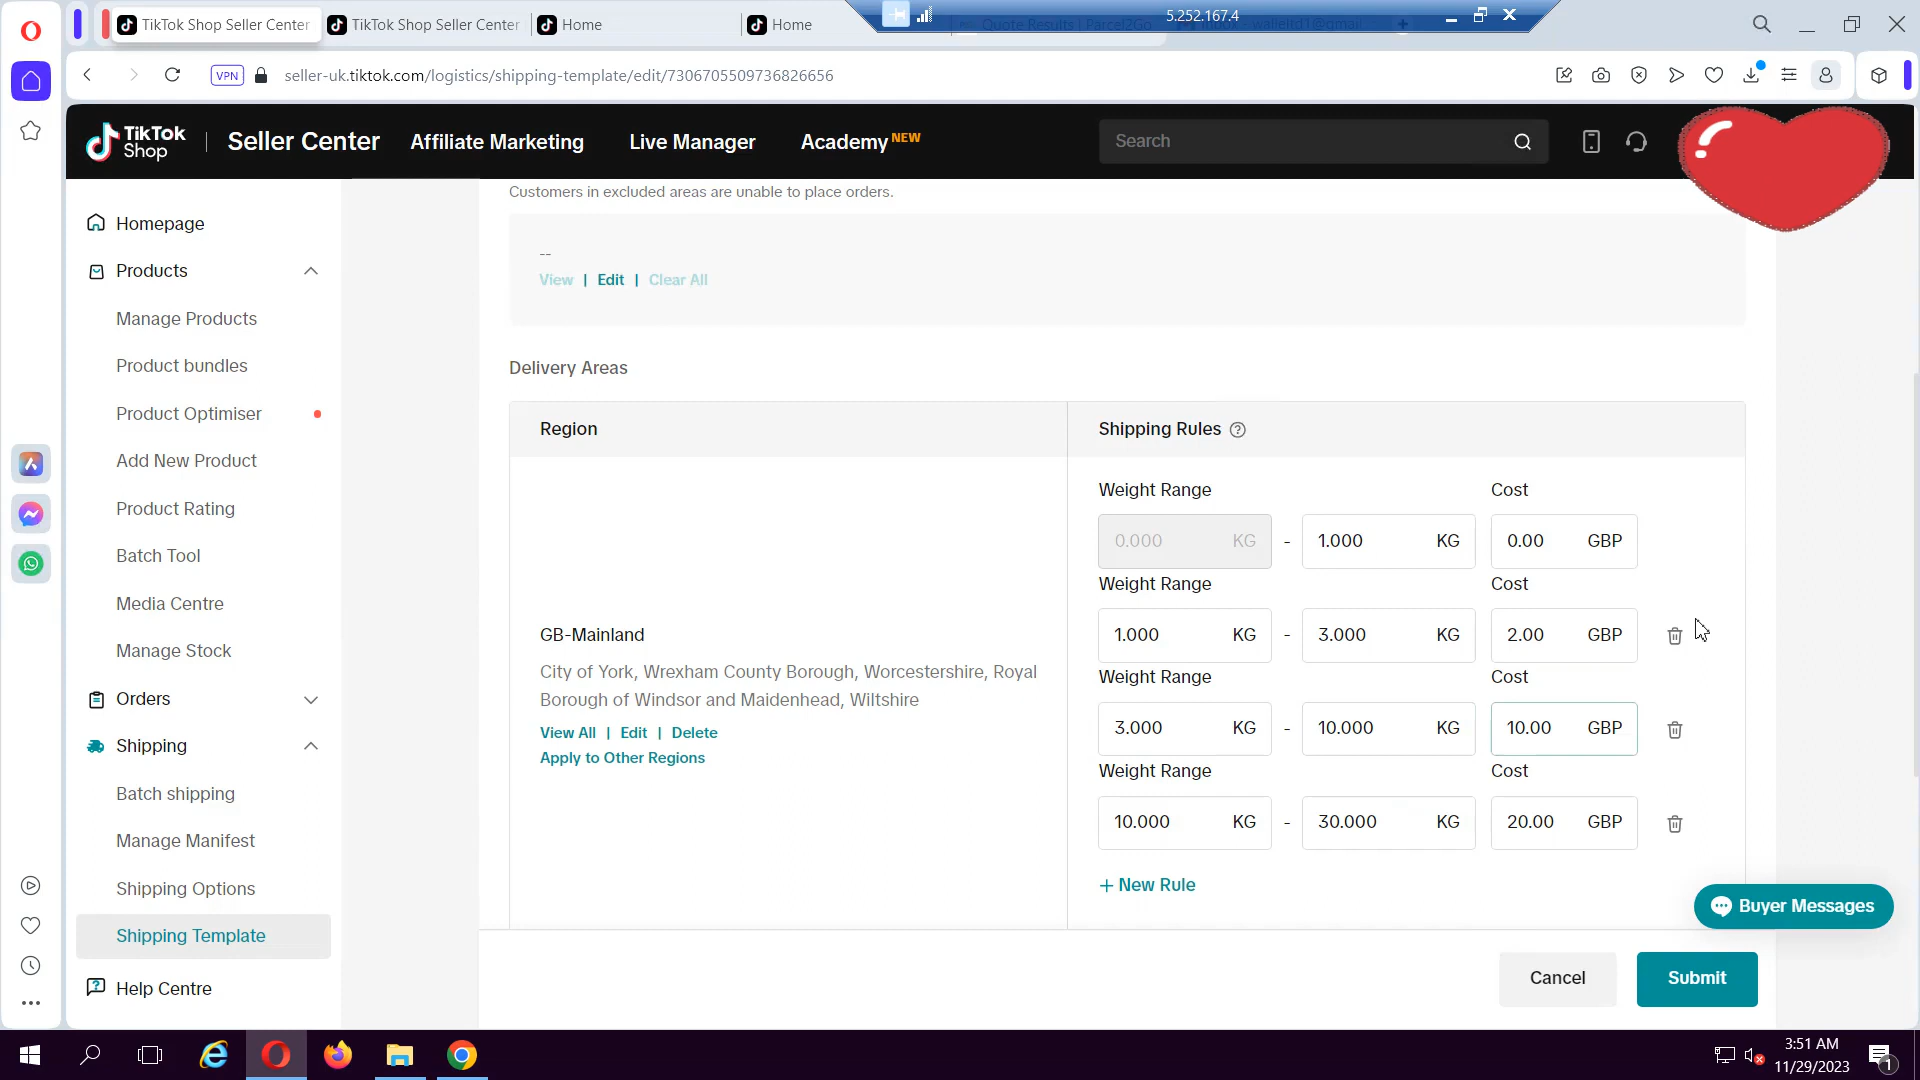 TikTok Shop Seller Center
TikTok Shop Seller Center
Home
Home
Quote Results | Parcel2Go
5.252.167.4
VPN
seller-uk.tiktok.com/logistics/shipping-template/edit/7306705509736826656
TikTok Shop
Seller Center
Affiliate Marketing
Live Manager
Academy NEW
Search
Homepage
Products
Manage Products
Product bundles
Product Optimiser
Add New Product
Product Rating
Batch Tool
Media Centre
Manage Stock
Orders
Shipping
Batch shipping
Manage Manifest
Shipping Options
Shipping Template
Help Centre
Customers in excluded areas are unable to place orders.
--
View | Edit | Clear All
Delivery Areas
Region
Shipping Rules
GB-Mainland
City of York, Wrexham County Borough, Worcestershire, Royal
Borough of Windsor and Maidenhead, Wiltshire
View All | Edit | Delete
Apply to Other Regions
Weight Range Cost
0.000 KG - 1.000 KG 0.00 GBP
Weight Range Cost
1.000 KG - 3.000 KG 2.00 GBP
Weight Range Cost
3.000 KG - 10.000 KG 10.00 GBP
Weight Range Cost
10.000 KG - 30.000 KG 20.00 GBP
+ New Rule
Buyer Messages
Cancel
Submit
3:51 AM
11/29/2023
1